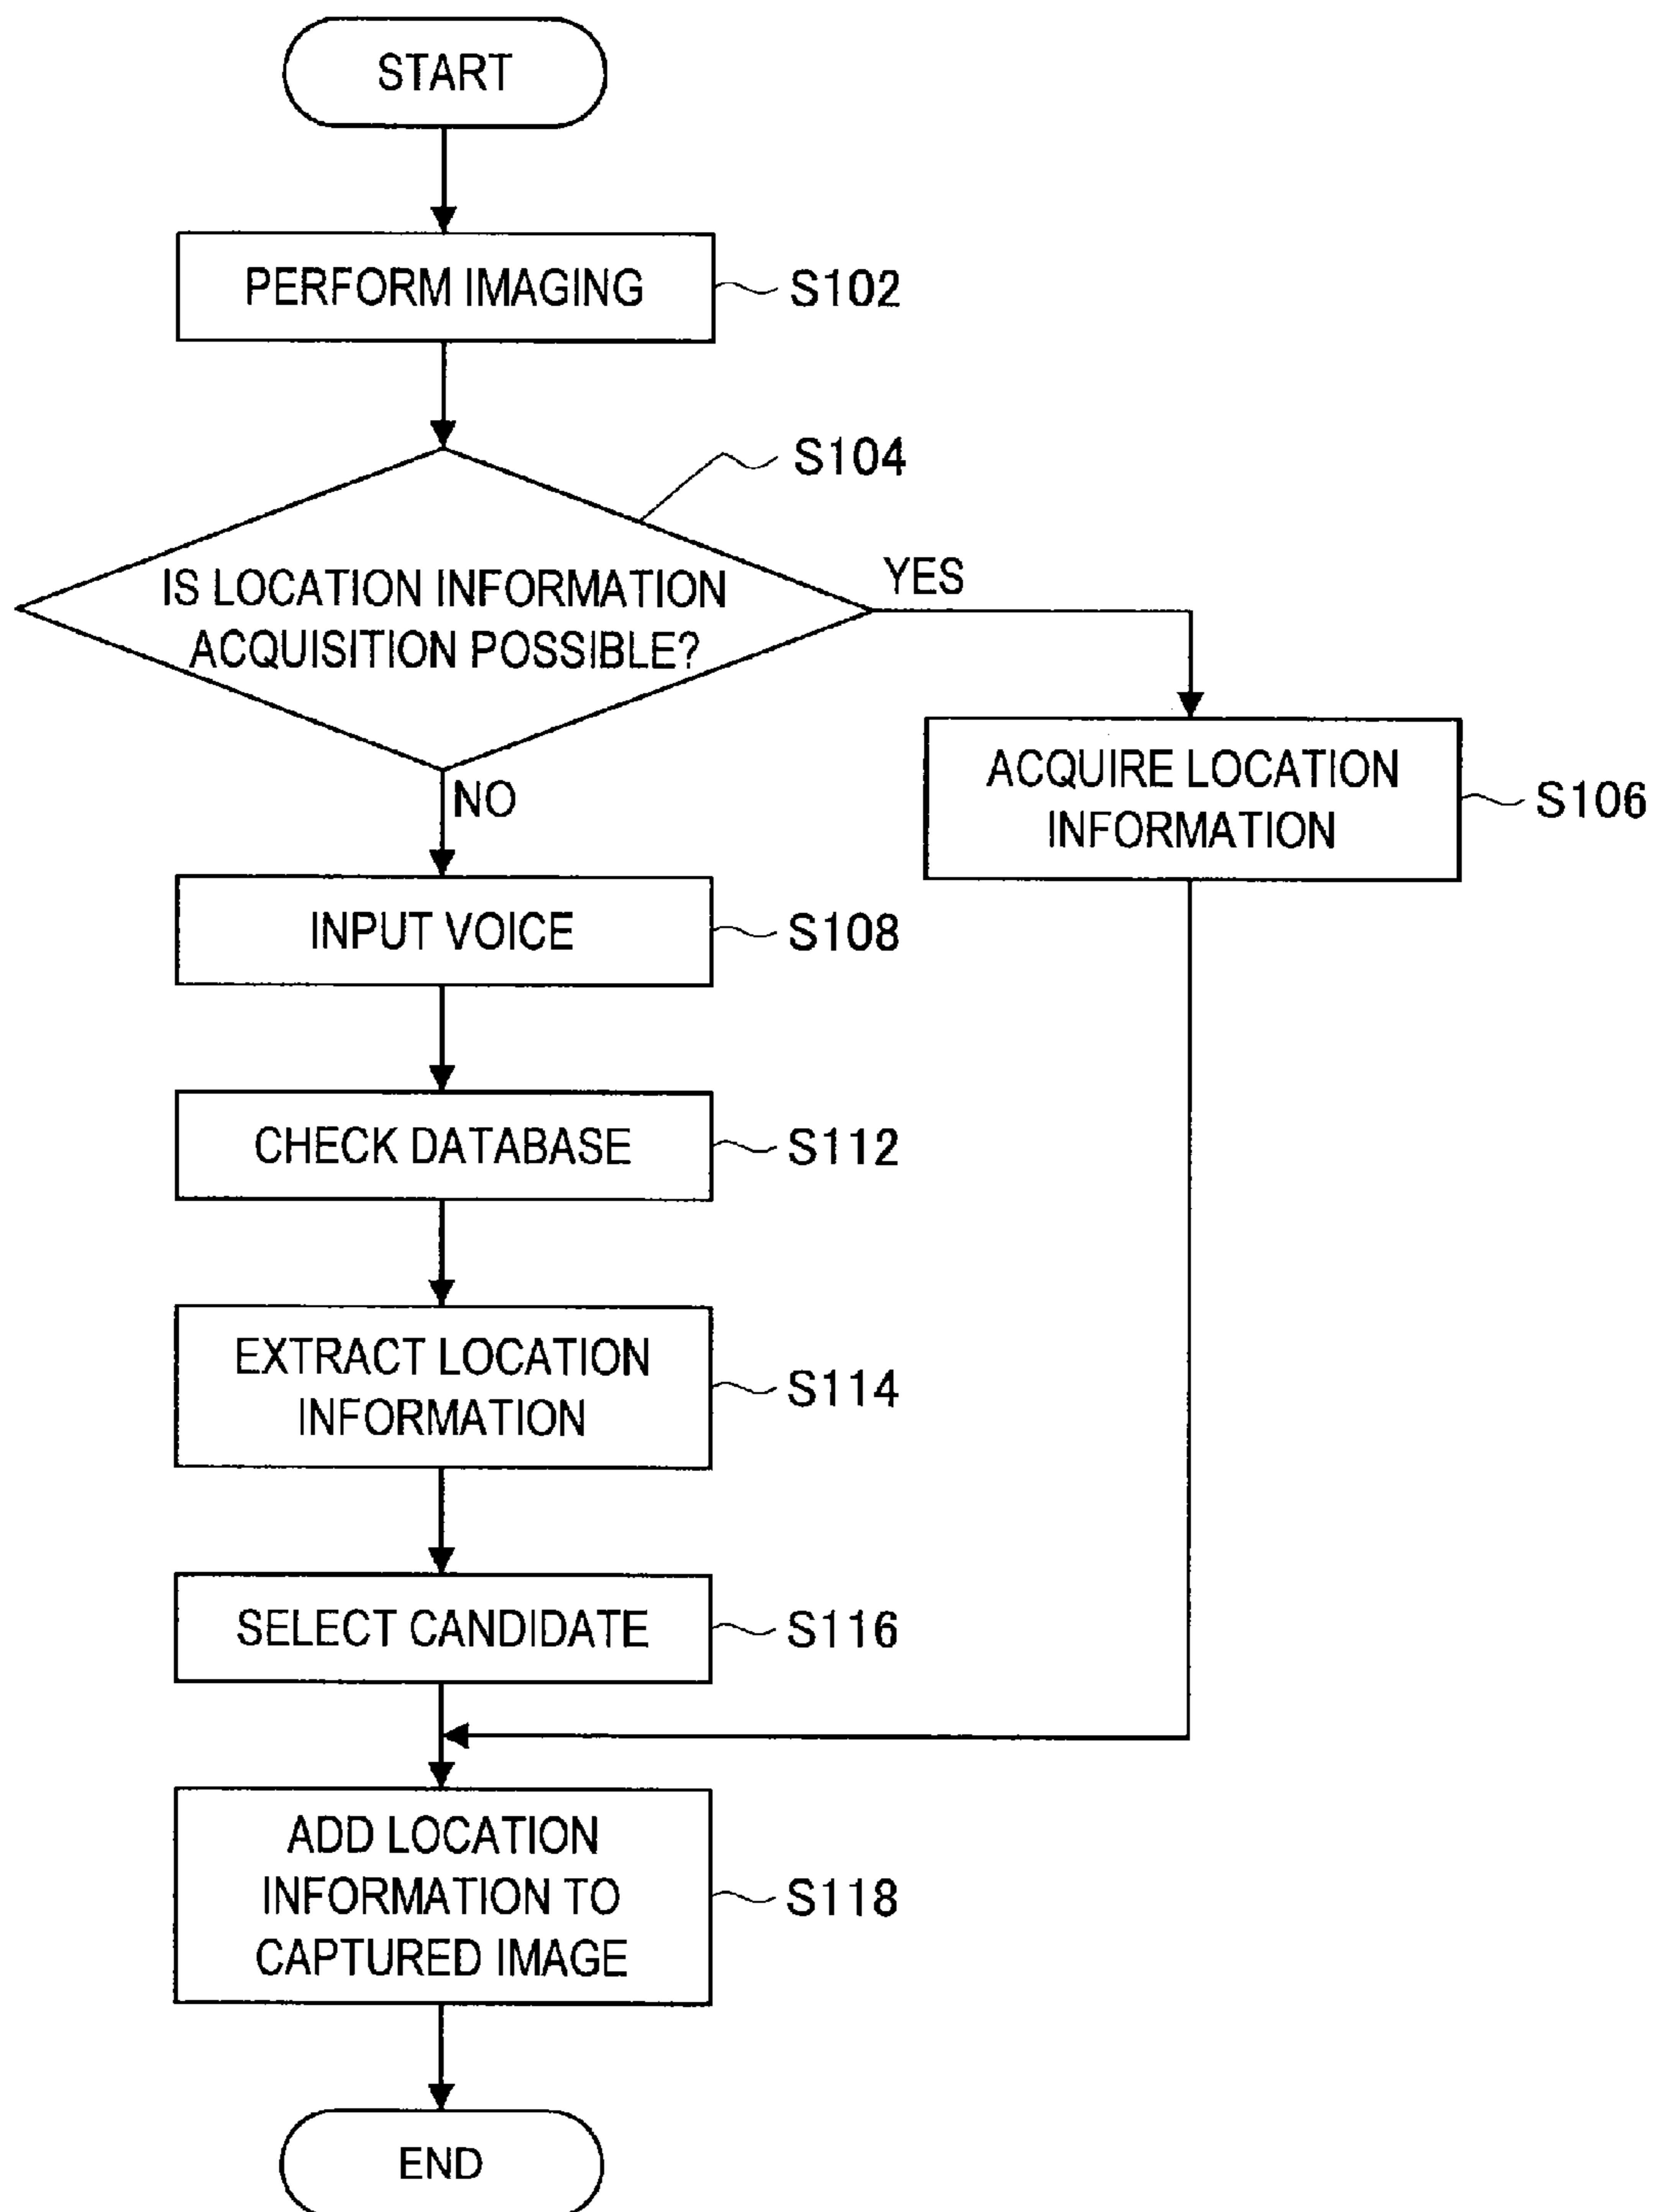 START
PERFORM IMAGING
S102
S104
IS LOCATION INFORMATION
ACQUISITION POSSIBLE?
YES
NO
ACQUIRE LOCATION
INFORMATION
S106
INPUT VOICE
S108
CHECK DATABASE
S112
EXTRACT LOCATION
INFORMATION
S114
SELECT CANDIDATE
S116
ADD LOCATION
INFORMATION TO
CAPTURED IMAGE
S118
END